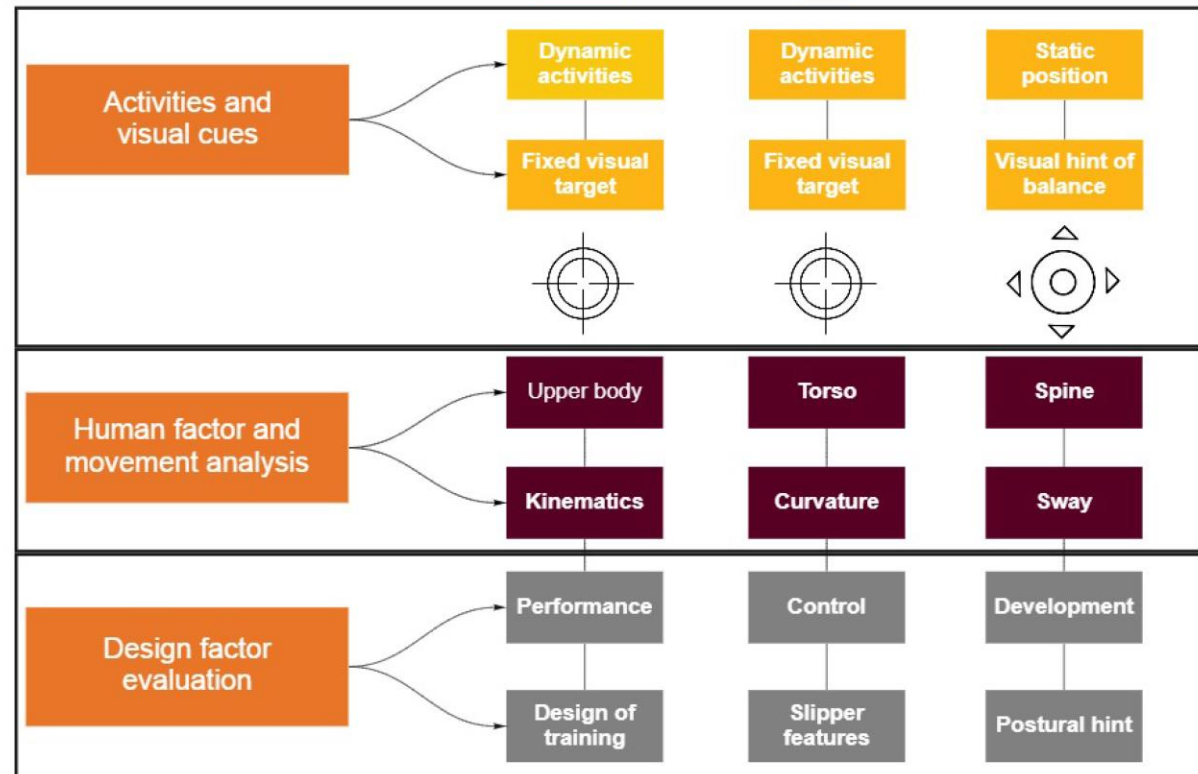 Activities and
visual cues
Dynamic
activities
Dynamic
activities
Static
position
Fixed visual
target
Fixed visual
target
Visual hint of
balance
Human factor and
movement analysis
Upper body
Torso
Spine
Kinematics
Curvature
Sway
Design factor
evaluation
Performance
Control
Development
Design of
training
Slipper
features
Postural hint